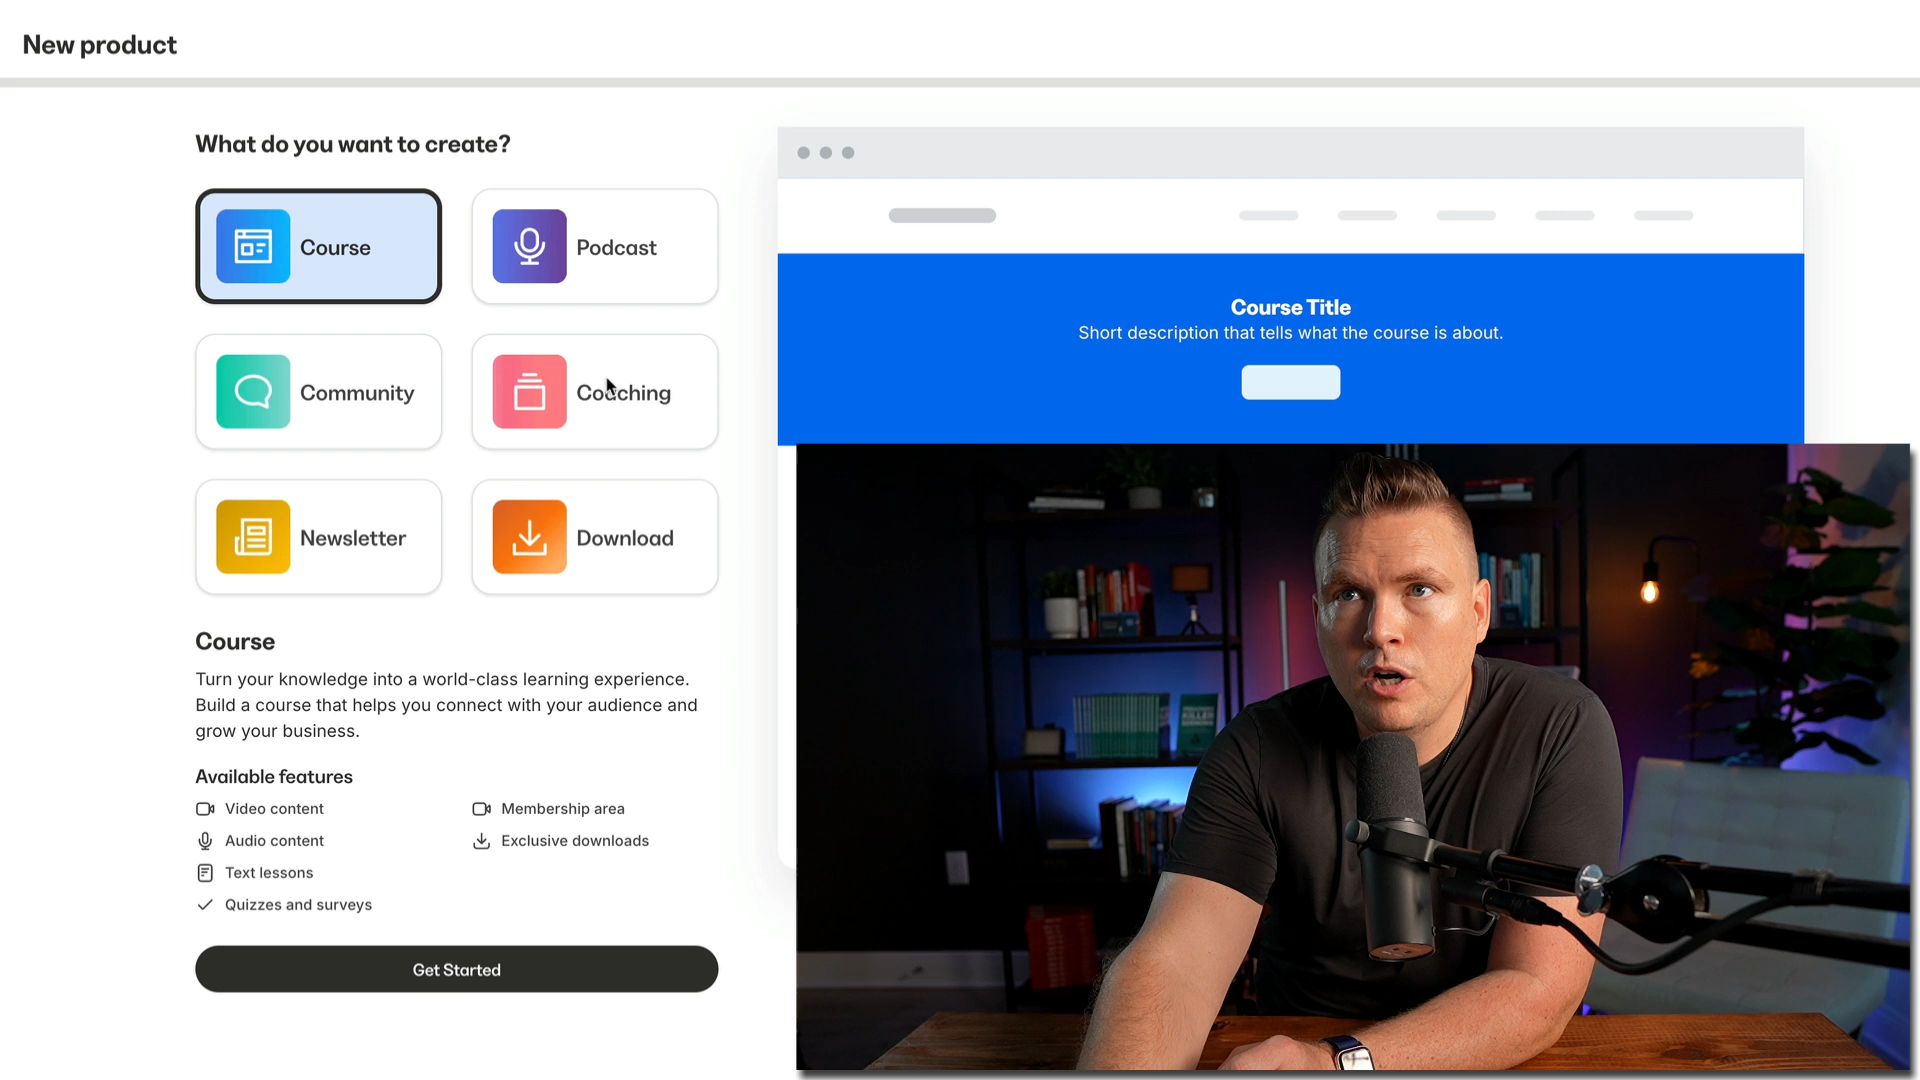 New product
What do you want to create?
Course
Podcast
Community
Coaching
Newsletter
Download
Course
Turn your knowledge into a world-class learning experience.
Build a course that helps you connect with your audience and
grow your business.
Available features
Video content
Membership area
Audio content
Exclusive downloads
Text lessons
Quizzes and surveys
Get Started
Course Title
Short description that tells what the course is about.